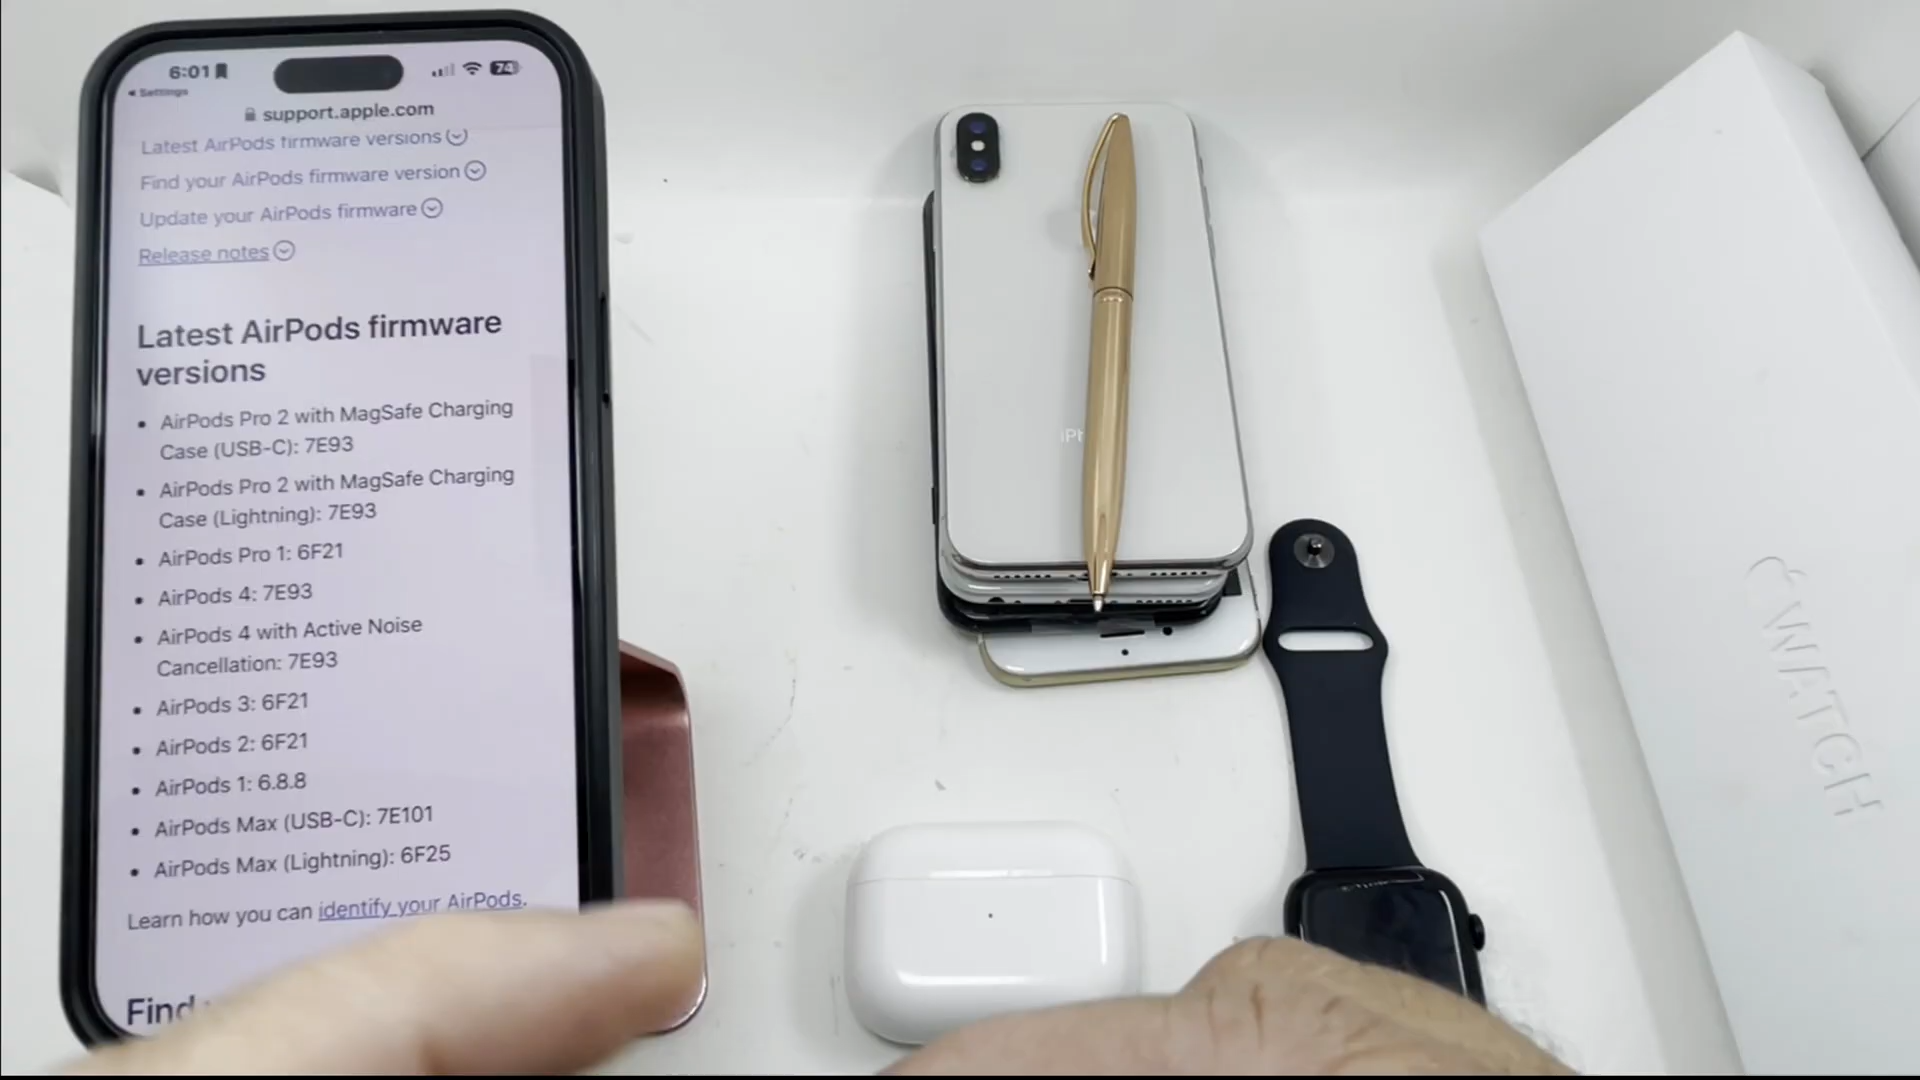 6:01
74
Settings
support.apple.com
Latest AirPods firmware versions
Find your AirPods firmware version
Update your AirPods firmware
Release notes
Latest AirPods firmware
versions
• AirPods Pro 2 with MagSafe Charging
Case (USB-C): 7E93
• AirPods Pro 2 with MagSafe Charging
Case (Lightning): 7E93
• AirPods Pro 1: 6F21
• AirPods 4: 7E93
• AirPods 4 with Active Noise
Cancellation: 7E93
• AirPods 3: 6F21
• AirPods 2: 6F21
• AirPods 1: 6.8.8
• AirPods Max (USB-C): 7E101
• AirPods Max (Lightning): 6F25
Learn how you can identify your AirPods.
Find
iPh
WATCH